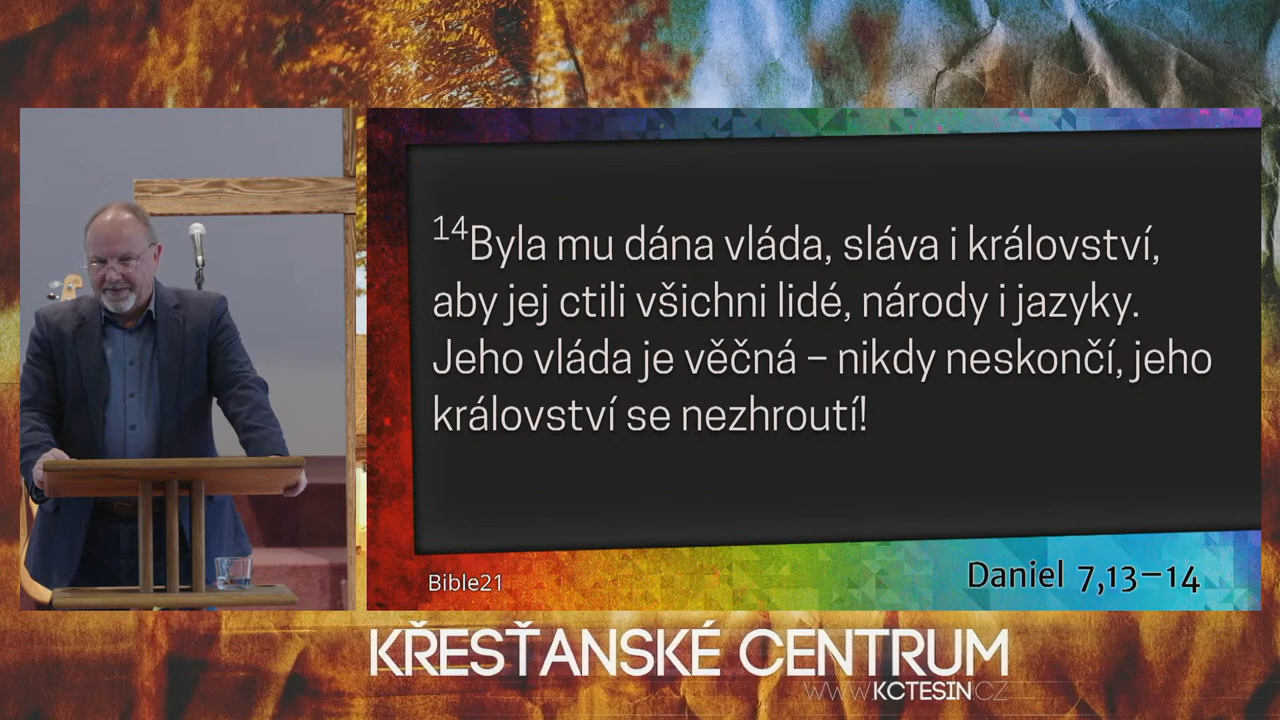 14Byla mu dána vláda, sláva i království,
aby jej ctili všichni lidé, národy i jazyky.
Jeho vláda je věčná – nikdy neskončí, jeho
království se nezhroutí!
Bible21
Daniel 7,13–14
KŘESŤANSKÉ CENTRUM
WWW.KCTESIN.CZ